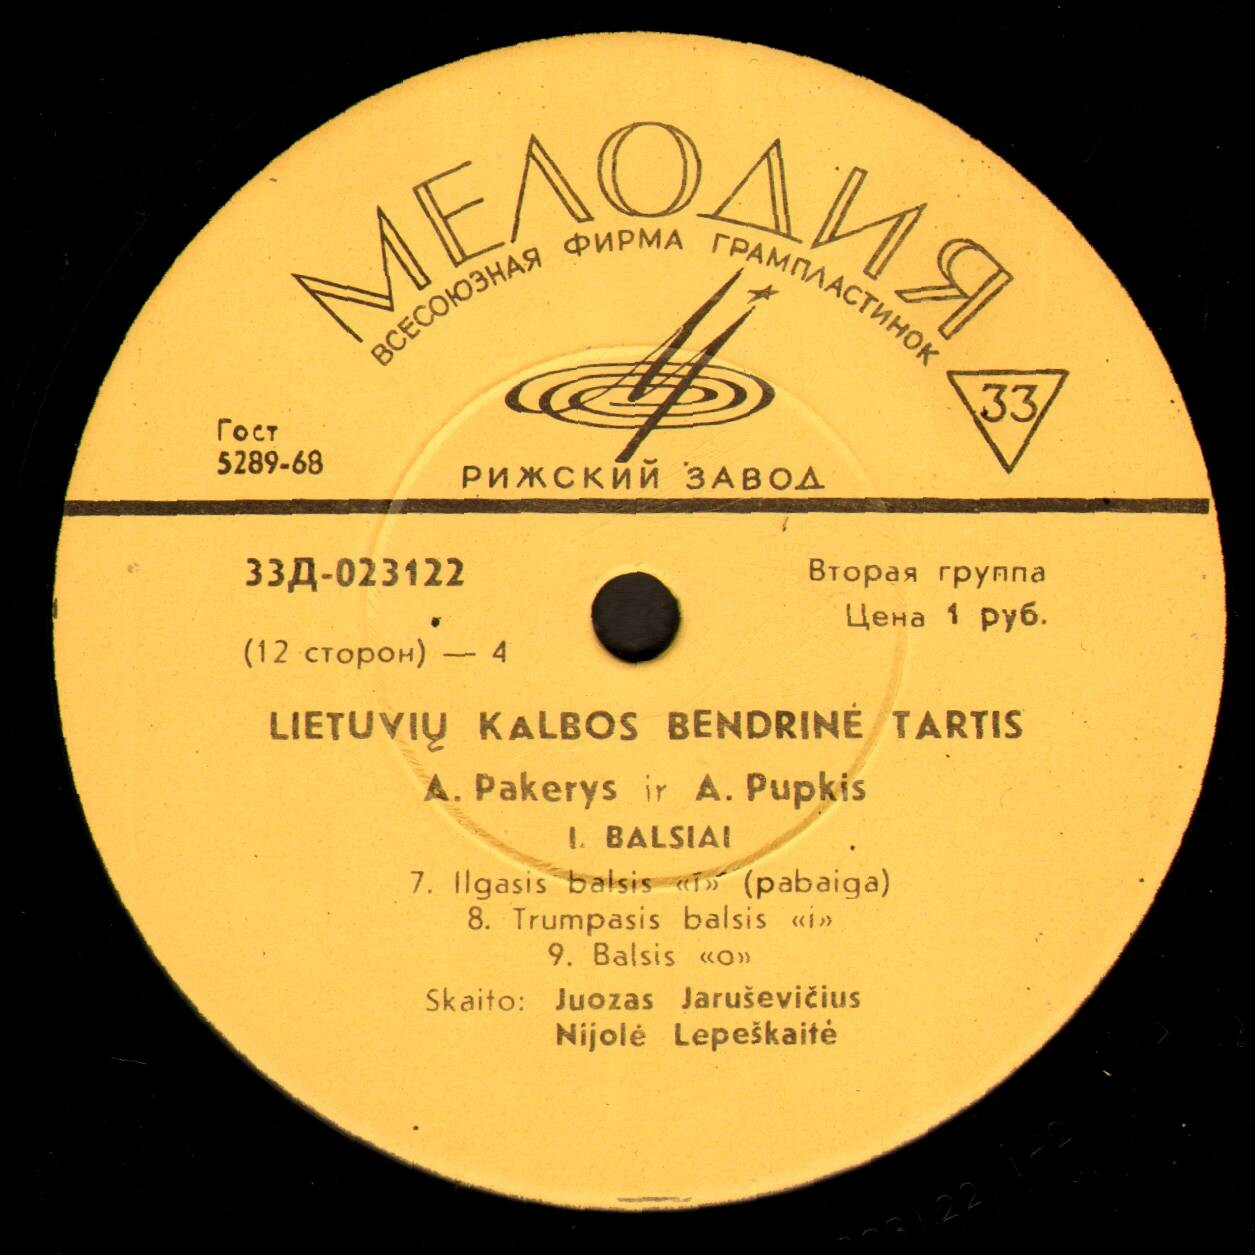 МЕЛОДИЯ
ВСЕСОЮЗНАЯ ФИРМА ГРАМПЛАСТИНОК
33
Гост
5289-68
РИЖСКИЙ ЗАВОД
33Д-023122
Вторая группа
Цена 1 руб.
(12 сторон) — 4
LIETUVIŲ KALBOS BENDRINĖ TARTIS
A. Pakerys ir A. Pupkis
I. BALSIAI
7. Ilgasis balsis «ī» (pabaiga)
8. Trumpasis balsis «i»
9. Balsis «o»
Skaito: Juozas Jaruševičius
Nijolė Lepeškaitė